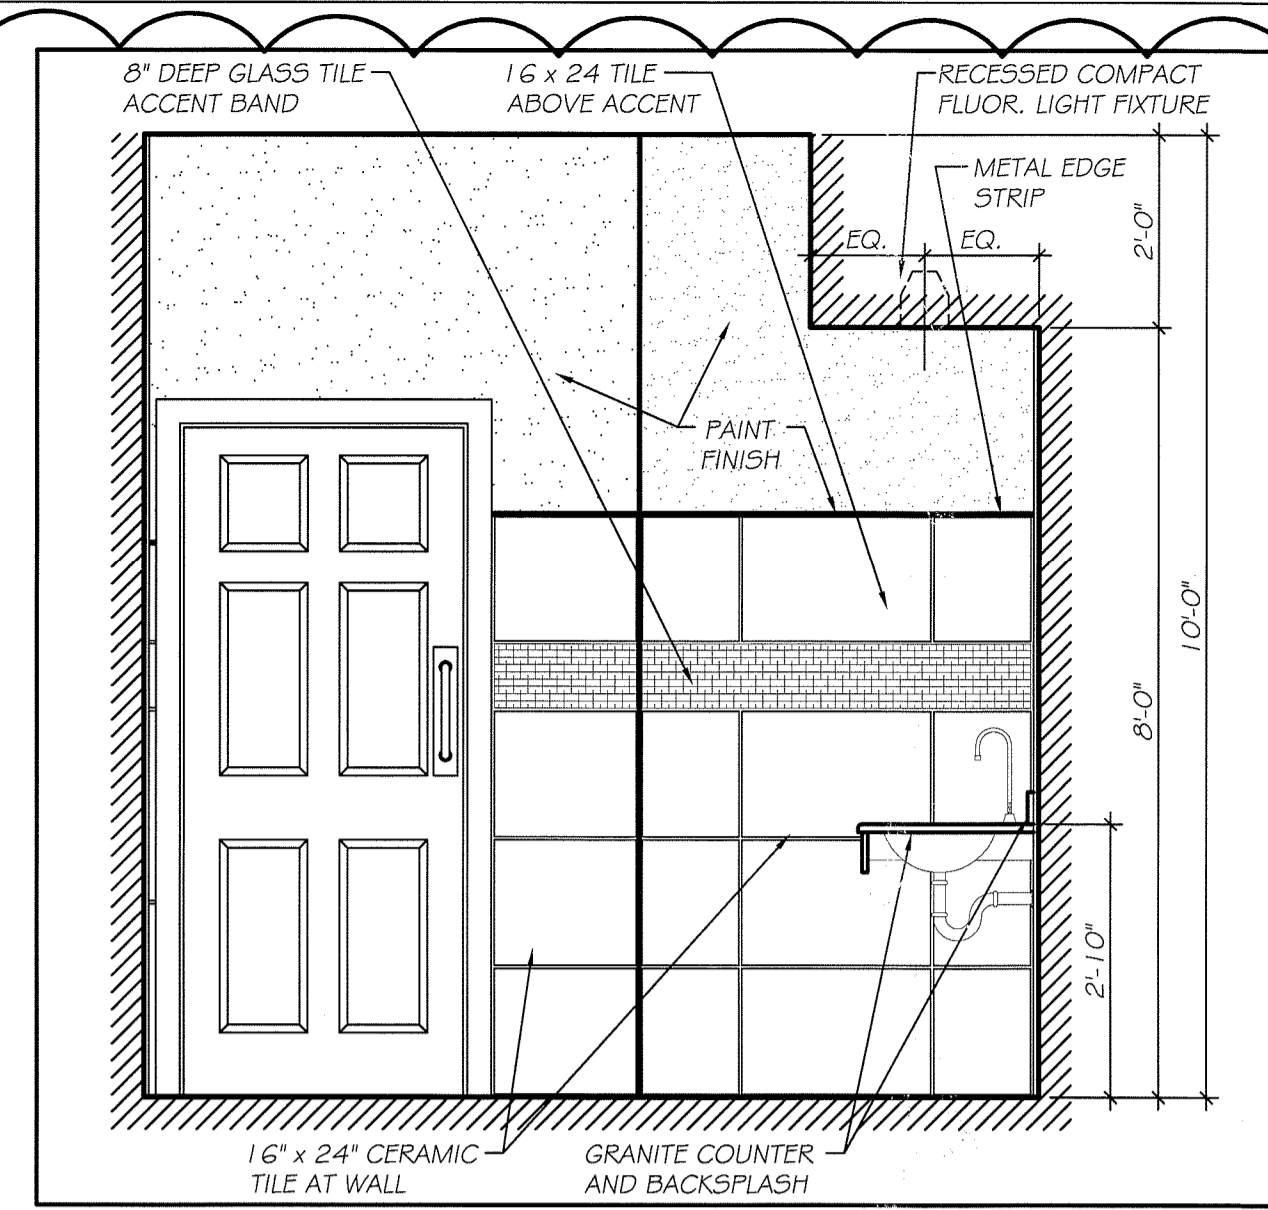 8" DEEP GLASS TILE
ACCENT BAND
16 x 24 TILE
ABOVE ACCENT
RECESSED COMPACT
FLUOR. LIGHT FIXTURE
METAL EDGE
STRIP
EQ.
EQ.
2'-0"
PAINT
FINISH
10'-0"
8'-0"
2'-10"
16" x 24" CERAMIC
TILE AT WALL
GRANITE COUNTER
AND BACKSPLASH